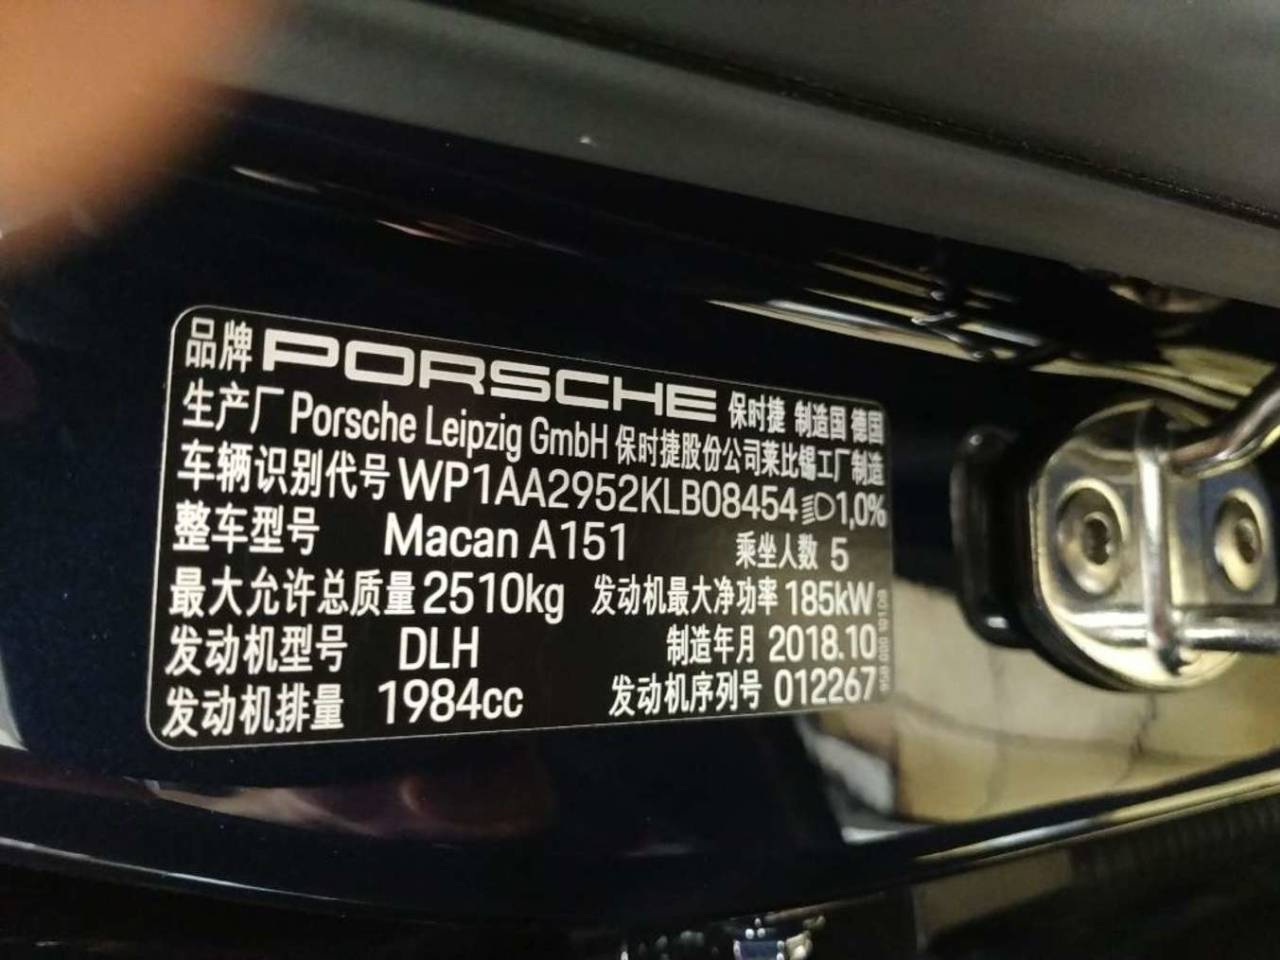 品牌 PORSCHE 保时捷 制造国 德国
生产厂 Porsche Leipzig GmbH 保时捷股份公司莱比锡工厂制造
车辆识别代号 WP1AA2952KLB08454 1,0%
整车型号 Macan A151 乘坐人数 5
最大允许总质量 2510kg 发动机最大净功率 185kW
发动机型号 DLH 制造年月 2018.10
发动机排量 1984cc 发动机序列号 012267